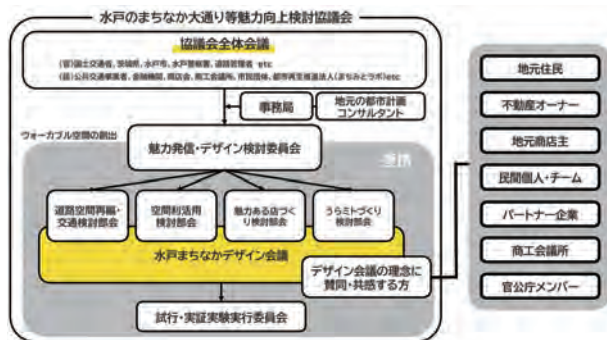 水戸のまちなか大通り等魅力向上検討協議会
協議会全体会議
(官)国土交通省、茨城県、水戸市、水戸警察署、道路管理者 etc
(民)公共交通事業者、金融機関、商店会、商工会議所、市民団体、都市再生推進法人(まちみとラボ)etc
事務局
地元の都市計画
コンサルタント
ウォーカブル空間の創出
魅力発信・デザイン検討委員会
連携
道路空間再編・
交通検討部会
空間利活用
検討部会
魅力ある店づく
り検討部会
うらミトづくり
検討部会
水戸まちなかデザイン会議
デザイン会議の理念に
賛同・共感する方
試行・実証実験実行委員会
地元住民
不動産オーナー
地元商店主
民間個人・チーム
パートナー企業
商工会議所
官公庁メンバー